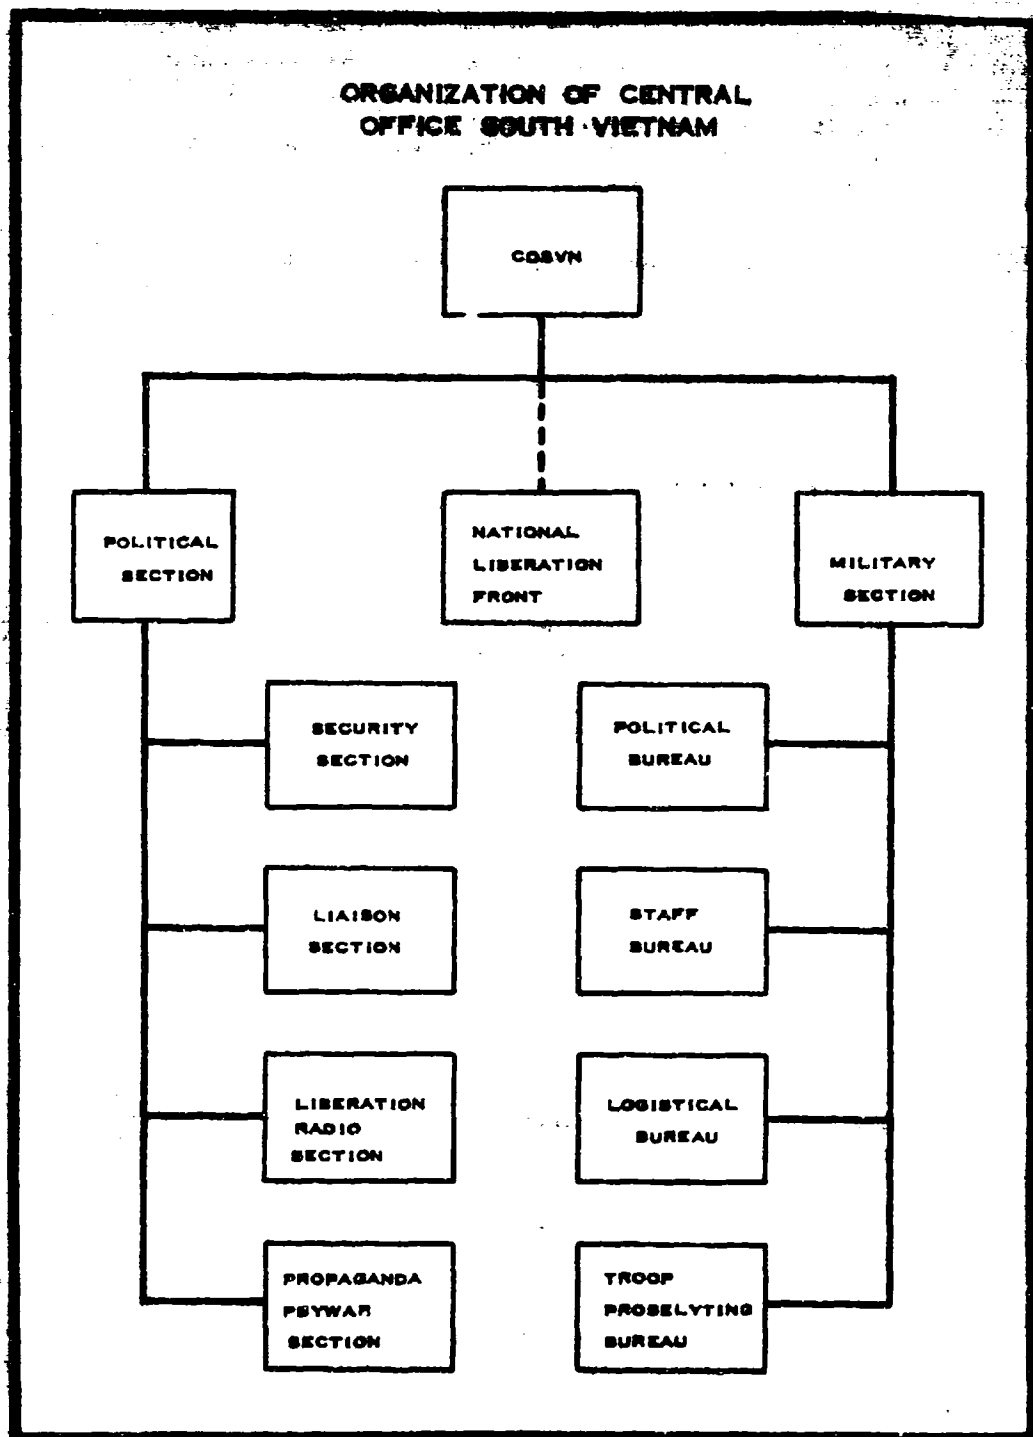 ORGANIZATION OF CENTRAL
OFFICE SOUTH VIETNAM
COSVN
POLITICAL
SECTION
NATIONAL
LIBERATION
FRONT
MILITARY
SECTION
SECURITY
SECTION
POLITICAL
BUREAU
LIAISON
SECTION
STAFF
BUREAU
LIBERATION
RADIO
SECTION
LOGISTICAL
BUREAU
PROPAGANDA
PSYWAR
SECTION
TROOP
PROSELYTING
BUREAU